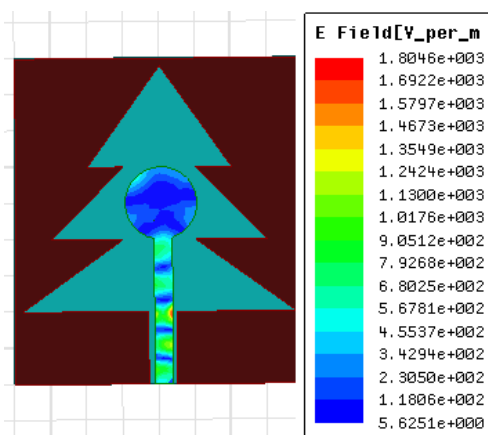 E Field[V_per_m
1.8046e+003
1.6922e+003
1.5797e+003
1.4673e+003
1.3549e+003
1.2424e+003
1.1300e+003
1.0176e+003
9.0512e+002
7.9268e+002
6.8025e+002
5.6781e+002
4.5537e+002
3.4294e+002
2.3050e+002
1.1806e+002
5.6251e+000